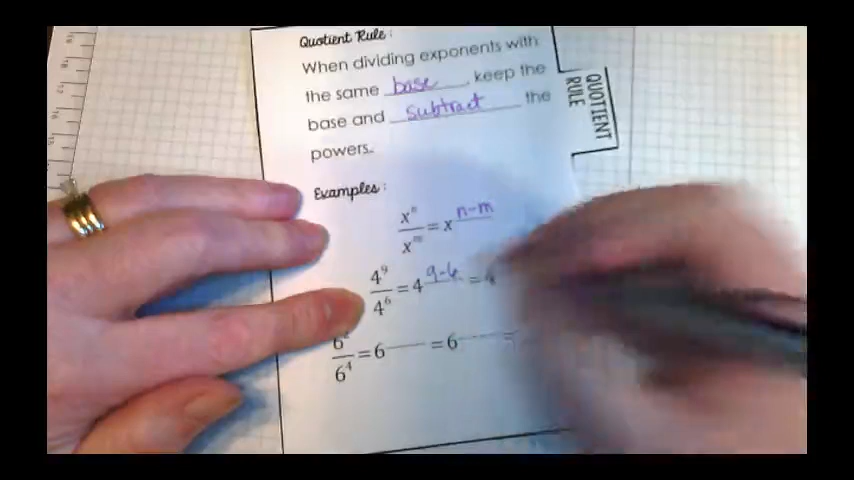 Quotient Rule:
When dividing exponents with
the same base, keep the
base and subtract the
powers.
QUOTIENT
RULE
Examples:
xⁿ/xᵐ = x^(n-m)
4⁹/4⁶ = 4^(9-6) = 4
/6⁴ = 6 = 6 =